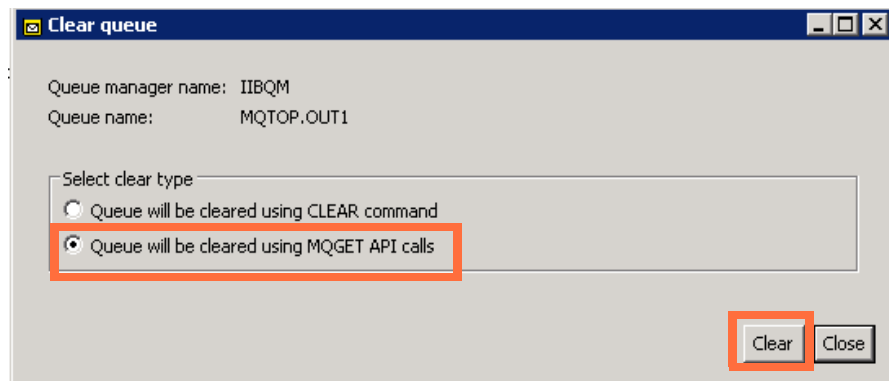 Clear queue
Queue manager name: IIBQM
Queue name: MQTOP.OUT1
Select clear type
Queue will be cleared using CLEAR command
Queue will be cleared using MQGET API calls
Clear Close